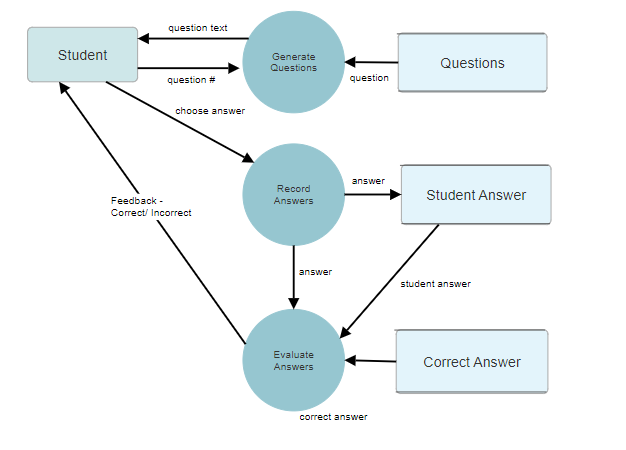 question text
Student
Generate
Questions
Questions
question
question #
choose answer
Record
Answers
answer
Student Answer
Feedback -
Correct/ Incorrect
answer
student answer
Evaluate
Answers
Correct Answer
correct answer